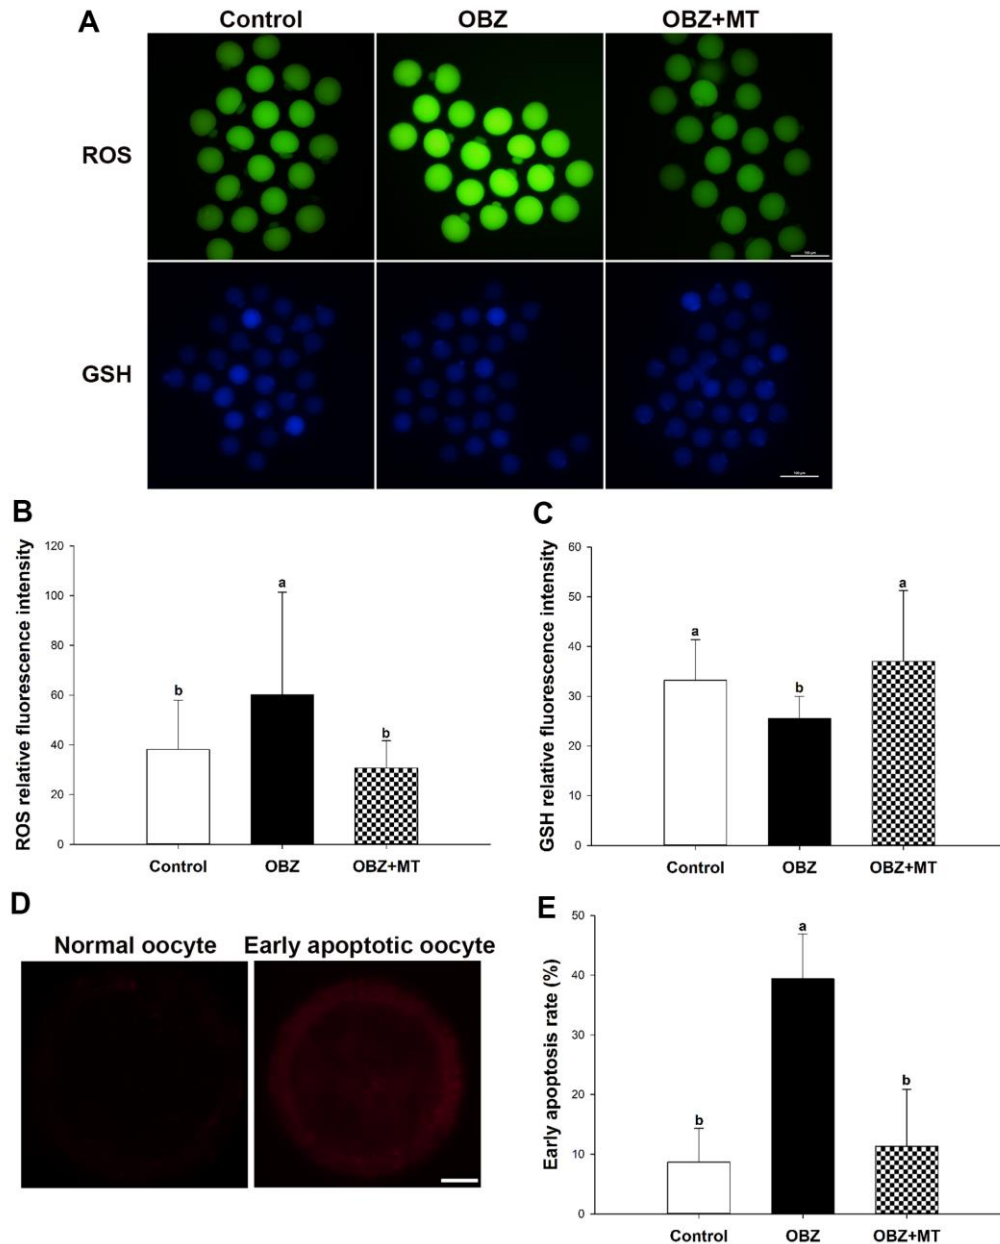 A
Control OBZ OBZ+MT
ROS
GSH
B
ROS relative fluorescence intensity
120
100
80
60
40
20
0
b
a
b
Control OBZ OBZ+MT
C
GSH relative fluorescence intensity
60
50
40
30
20
10
0
a
b
a
Control OBZ OBZ+MT
D
Normal oocyte Early apoptotic oocyte
E
Early apoptosis rate (%)
50
40
30
20
10
0
b
a
b
Control OBZ OBZ+MT